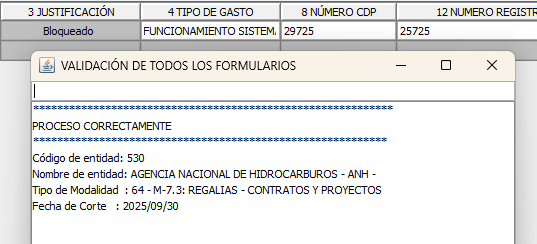 3 JUSTIFICACIÓN 4 TIPO DE GASTO 8 NÚMERO CDP 12 NUMERO REGISTR
Bloqueado FUNCIONAMIENTO SISTEMA 29725 25725
VALIDACIÓN DE TODOS LOS FORMULARIOS
************************************************************
PROCESO CORRECTAMENTE
***********************************************************
Código de entidad: 530
Nombre de entidad: AGENCIA NACIONAL DE HIDROCARBUROS - ANH -
Tipo de Modalidad : 64 - M-7.3: REGALIAS - CONTRATOS Y PROYECTOS
Fecha de Corte : 2025/09/30